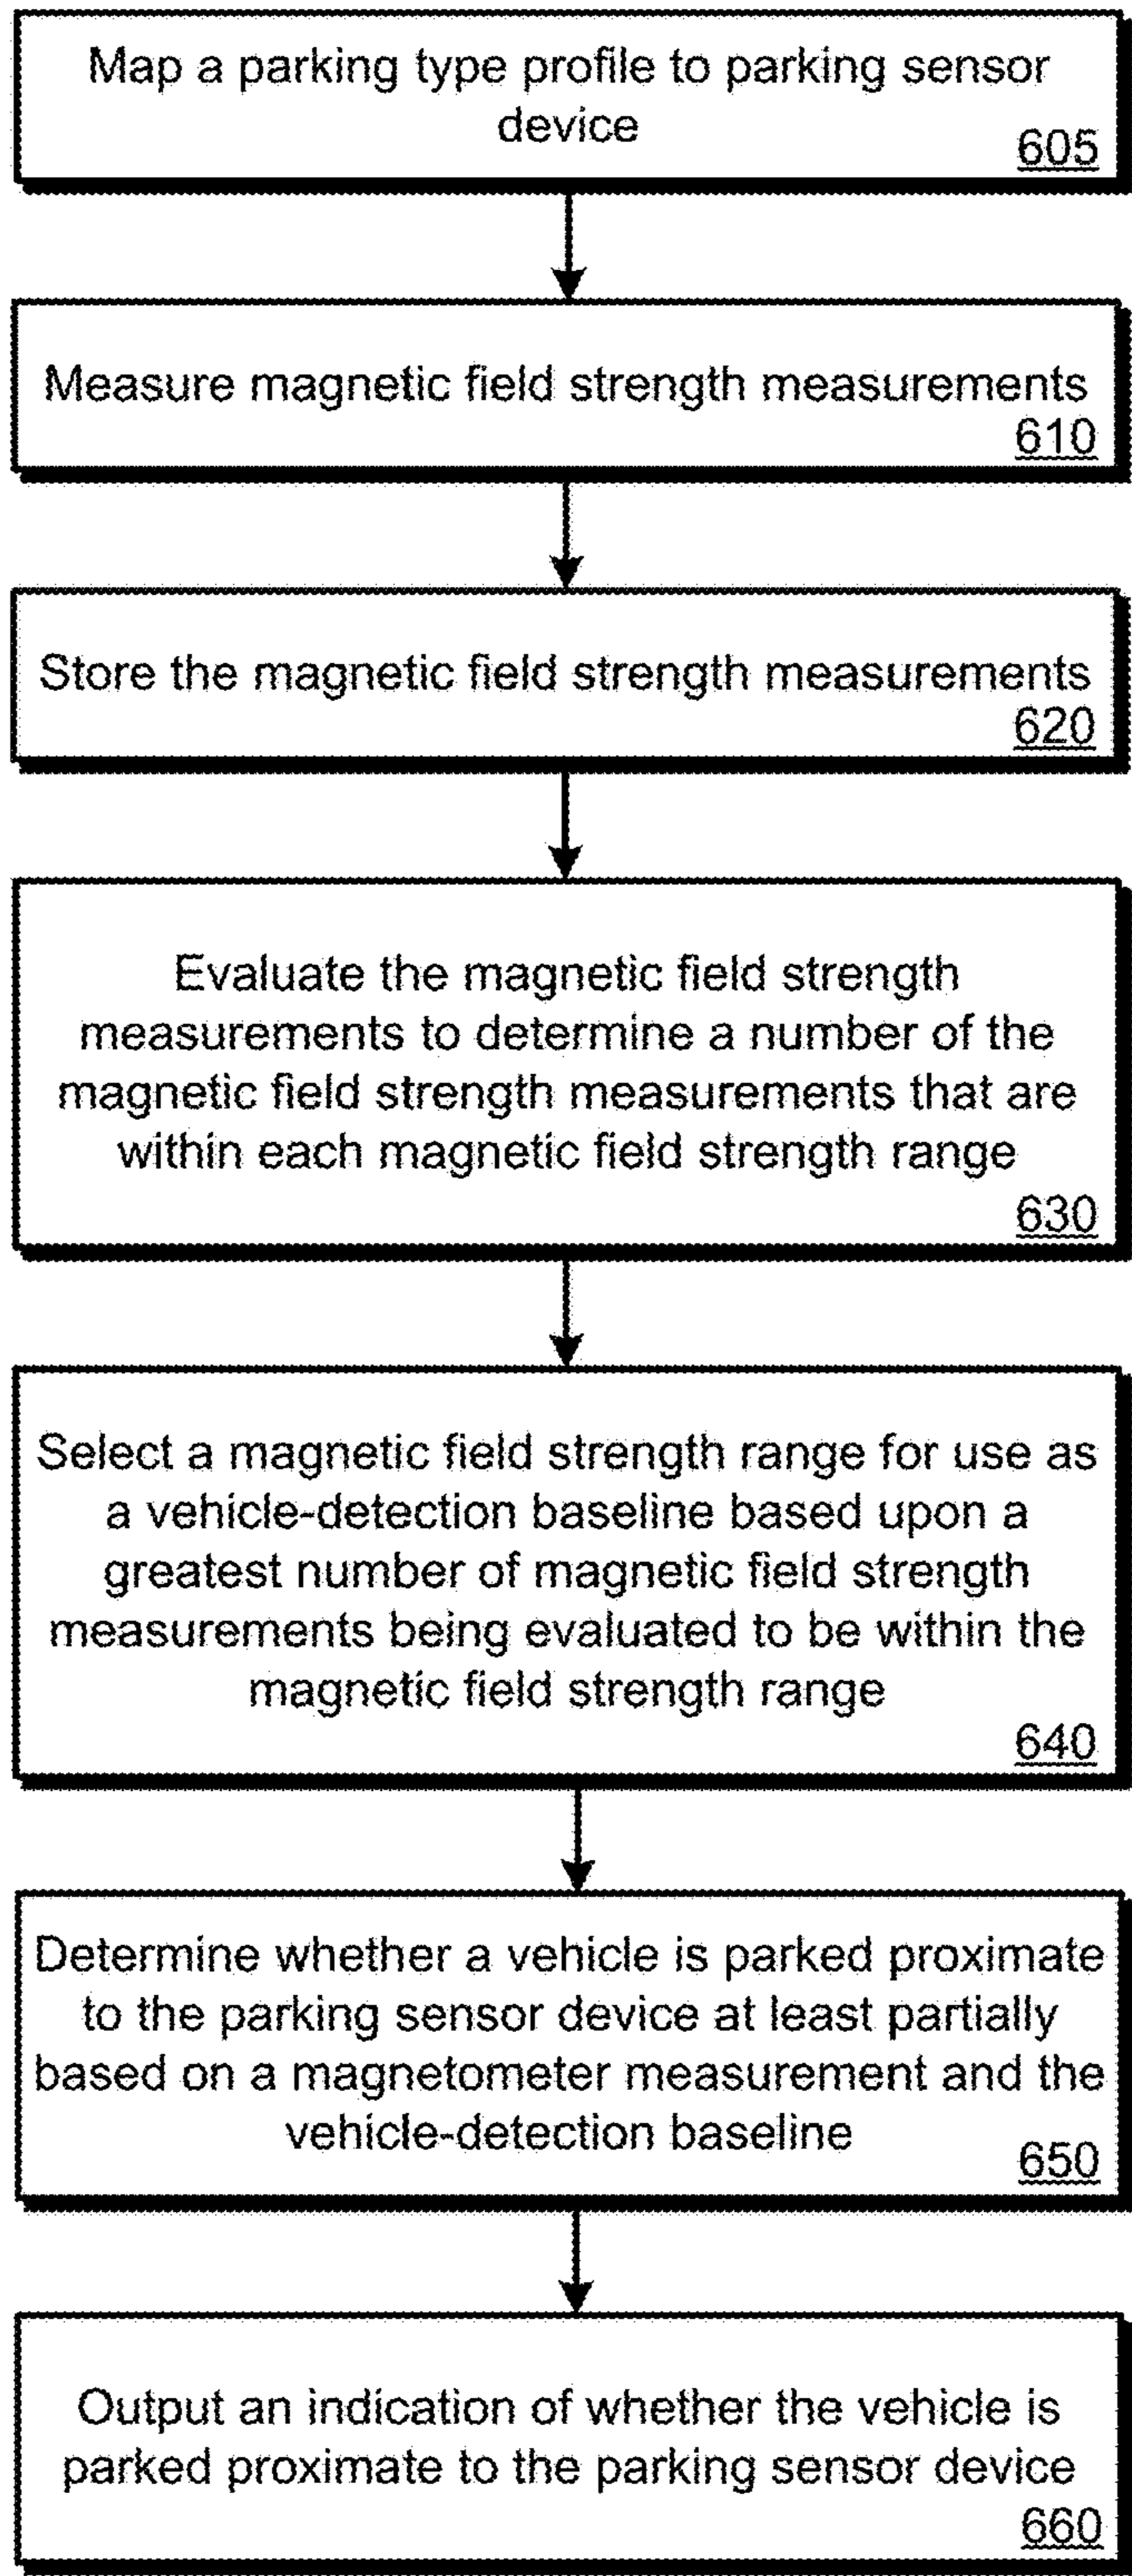 Map a parking type profile to parking sensor
device
605
Measure magnetic field strength measurements
610
Store the magnetic field strength measurements
620
Evaluate the magnetic field strength
measurements to determine a number of the
magnetic field strength measurements that are
within each magnetic field strength range
630
Select a magnetic field strength range for use as
a vehicle-detection baseline based upon a
greatest number of magnetic field strength
measurements being evaluated to be within the
magnetic field strength range
640
Determine whether a vehicle is parked proximate
to the parking sensor device at least partially
based on a magnetometer measurement and the
vehicle-detection baseline
650
Output an indication of whether the vehicle is
parked proximate to the parking sensor device
660